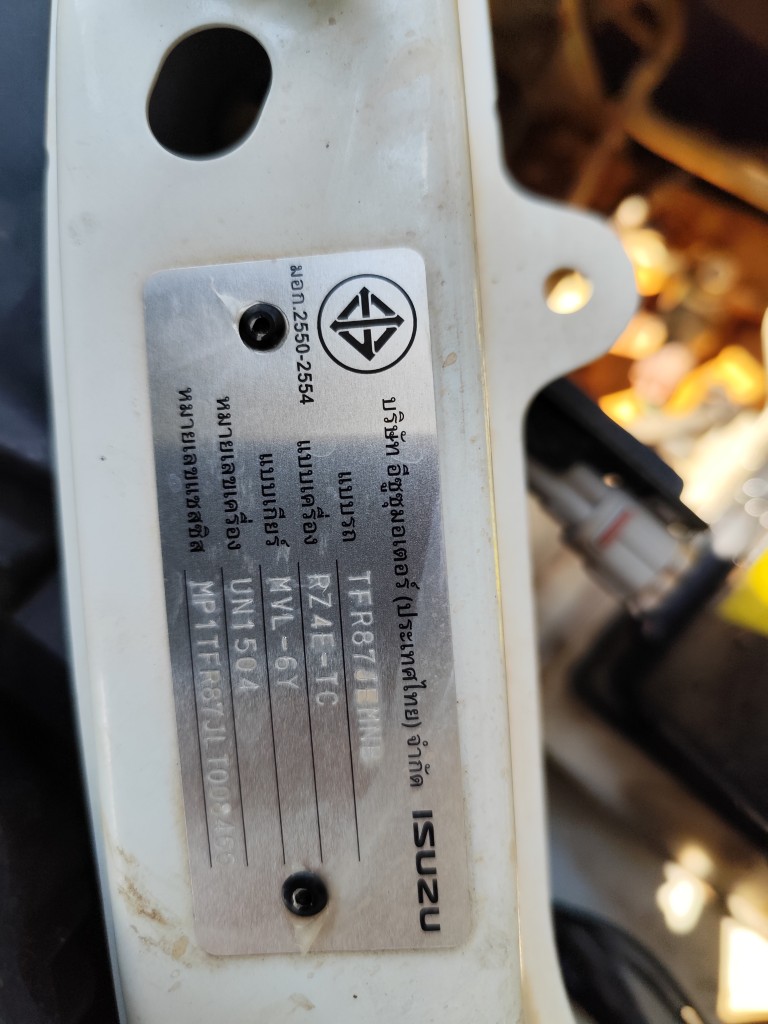 บริษัท อีซูซุมอเตอร์ (ประเทศไทย) จำกัด ISUZU
มอก.2550-2554
แบบรถ
แบบเครื่อง RZ4E-TC
แบบเกียร์ MVL-6Y
หมายเลขเครื่อง UN1504
หมายเลขแชสซิส